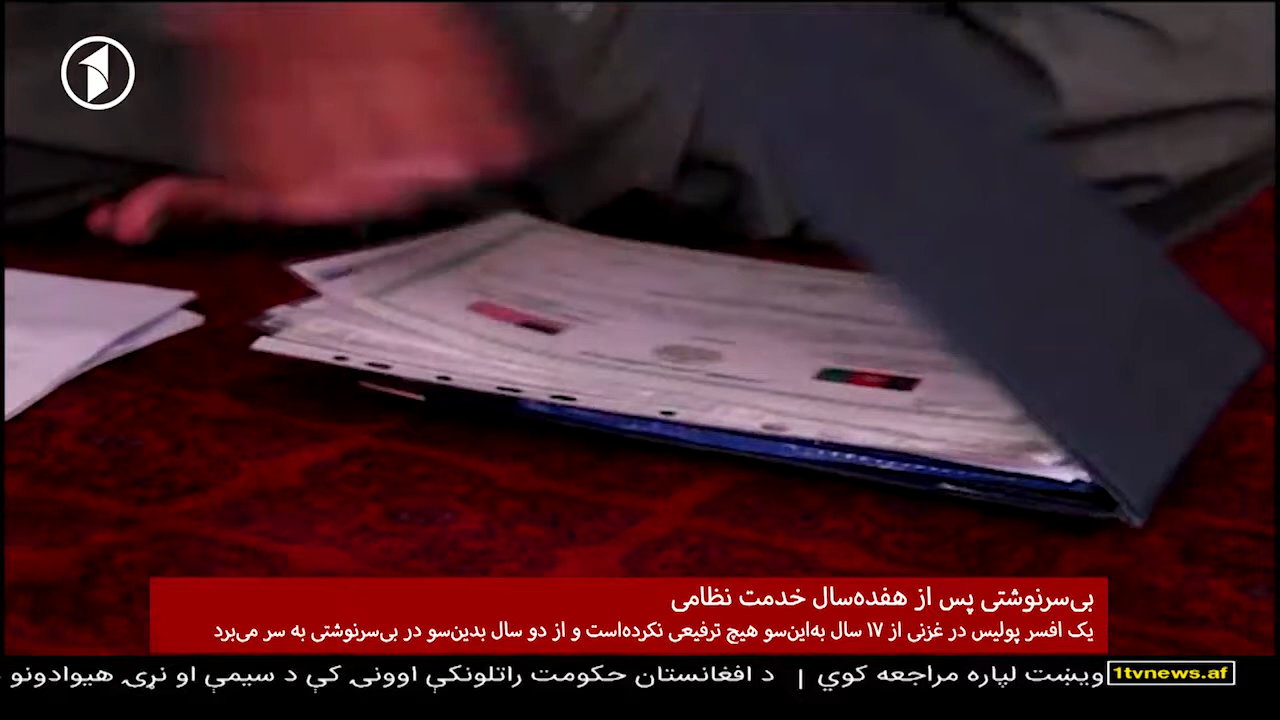 بی‌سرنوشتی پس از هفده‌سال خدمت نظامی
یک افسر پولیس در غزنی از ۱۷ سال به‌این‌سو هیچ ترفیعی نکرده‌است و از دو سال بدین‌سو در بی‌سرنوشتی به سر می‌برد
ویښت لپاره مراجعه کوي | د افغانستان حکومت راتلونکې اوونۍ کې د سیمې او نړۍ هیوادونو د
1tvnews.af